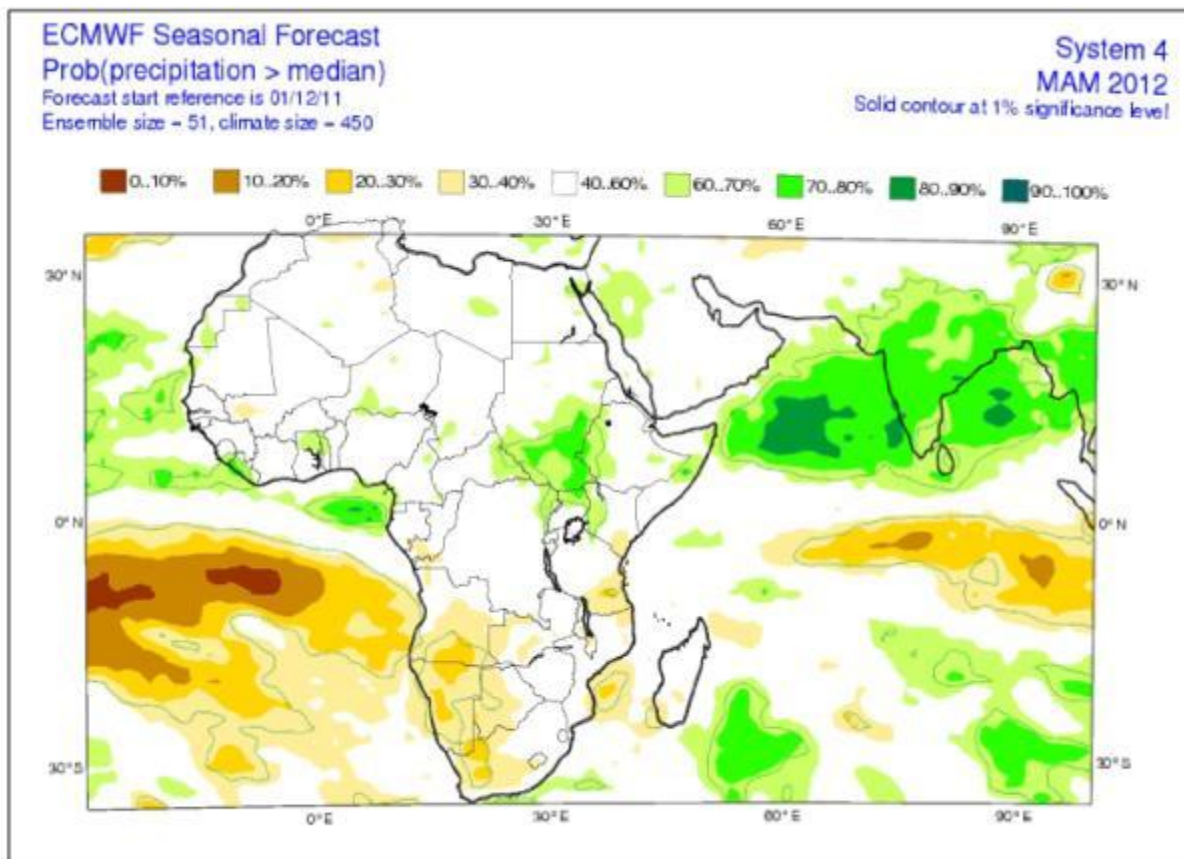 ECMWF Seasonal Forecast
Prob(precipitation > median)
Forecast start reference is 01/12/11
Ensemble size = 51, climate size = 450
System 4
MAM 2012
Solid contour at 1% significance level
0..10% 10..20% 20..30% 30..40% 40..60% 60..70% 70..80% 80..90% 90..100%
0°E 30°E 60°E 90°E
30°N 30°N
0°N 0°N
30°S 30°S
0°E 30°E 60°E 90°E